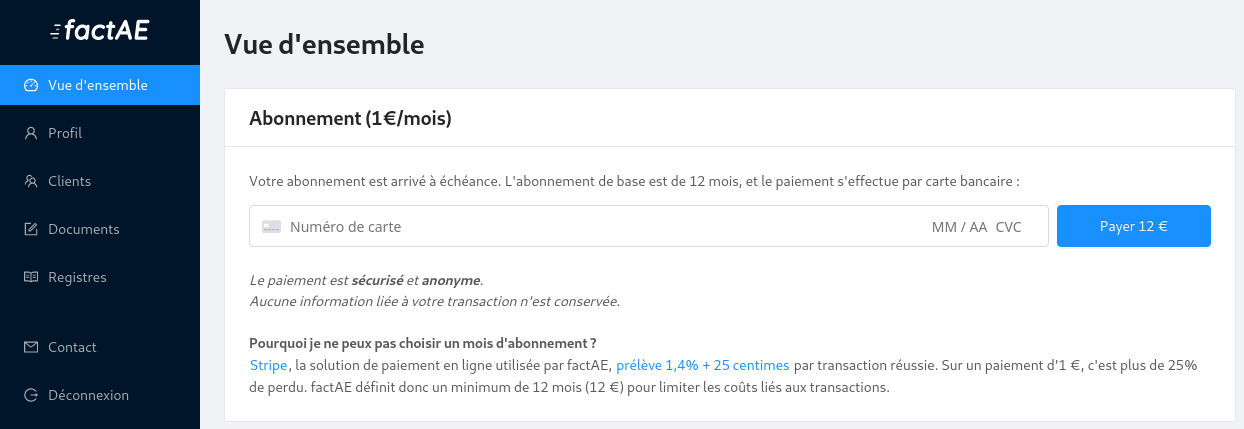 factAE
Vue d'ensemble
Profil
Clients
Documents
Registres
Contact
Déconnexion
Vue d'ensemble
Abonnement (1€/mois)
Votre abonnement est arrivé à échéance. L'abonnement de base est de 12 mois, et le paiement s'effectue par carte bancaire :
Numéro de carte MM / AA CVC
Payer 12 €
Le paiement est sécurisé et anonyme.
Aucune information liée à votre transaction n'est conservée.
Pourquoi je ne peux pas choisir un mois d'abonnement ?
Stripe, la solution de paiement en ligne utilisée par factAE, prélève 1,4% + 25 centimes par transaction réussie. Sur un paiement d'1 €, c'est plus de 25%
de perdu. factAE définit donc un minimum de 12 mois (12 €) pour limiter les coûts liés aux transactions.